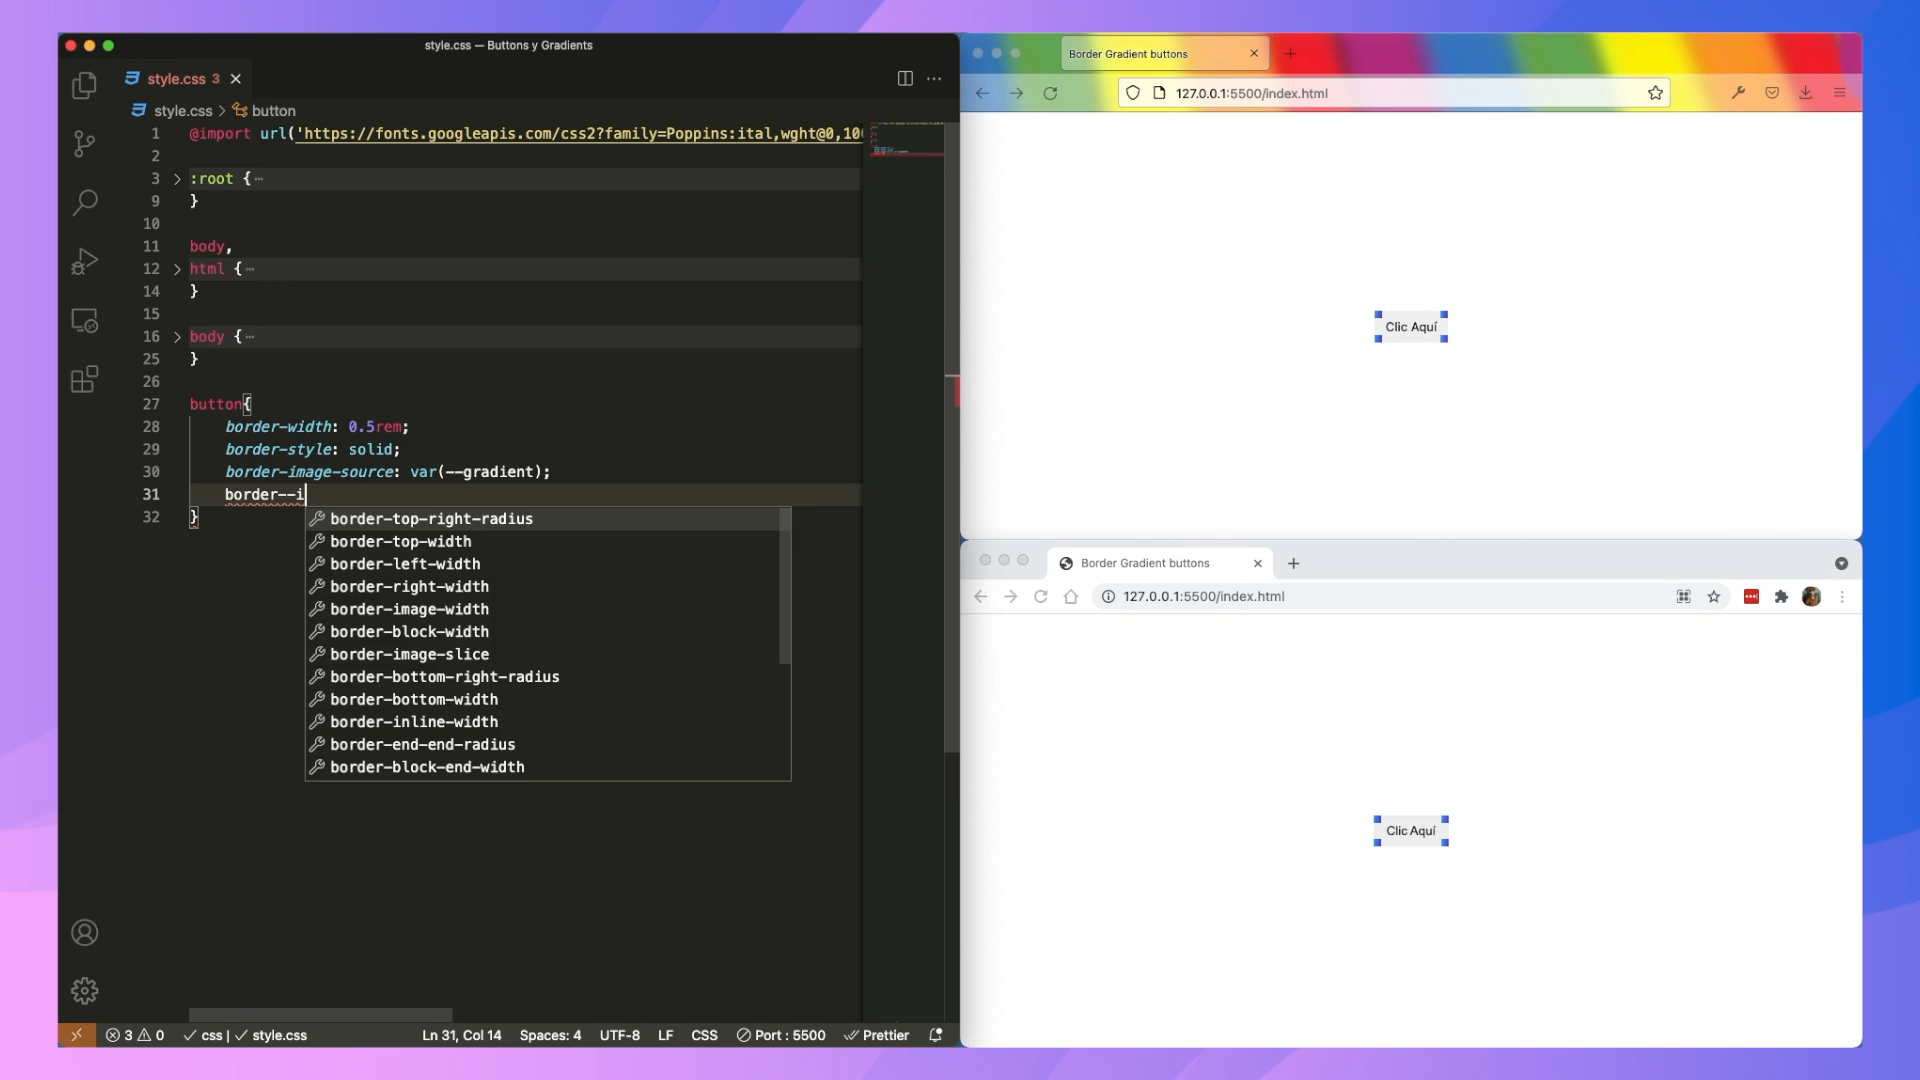 style.css — Buttons y Gradients
style.css 3
style.css > button
1 @import url('https://fonts.googleapis.com/css2?family=Poppins:ital,wght@0,10
2
3 :root {
9 }
10
11 body,
12 html {
14 }
15
16 body {
25 }
26
27 button{
28 border-width: 0.5rem;
29 border-style: solid;
30 border-image-source: var(--gradient);
31 border--i
32 }
border-top-right-radius
border-top-width
border-left-width
border-right-width
border-image-width
border-block-width
border-image-slice
border-bottom-right-radius
border-bottom-width
border-inline-width
border-end-end-radius
border-block-end-width
3 0 css | style.css Ln 31, Col 14 Spaces: 4 UTF-8 LF CSS Port : 5500 Prettier
Border Gradient buttons
127.0.0.1:5500/index.html
Clic Aquí
Border Gradient buttons
127.0.0.1:5500/index.html
Clic Aquí